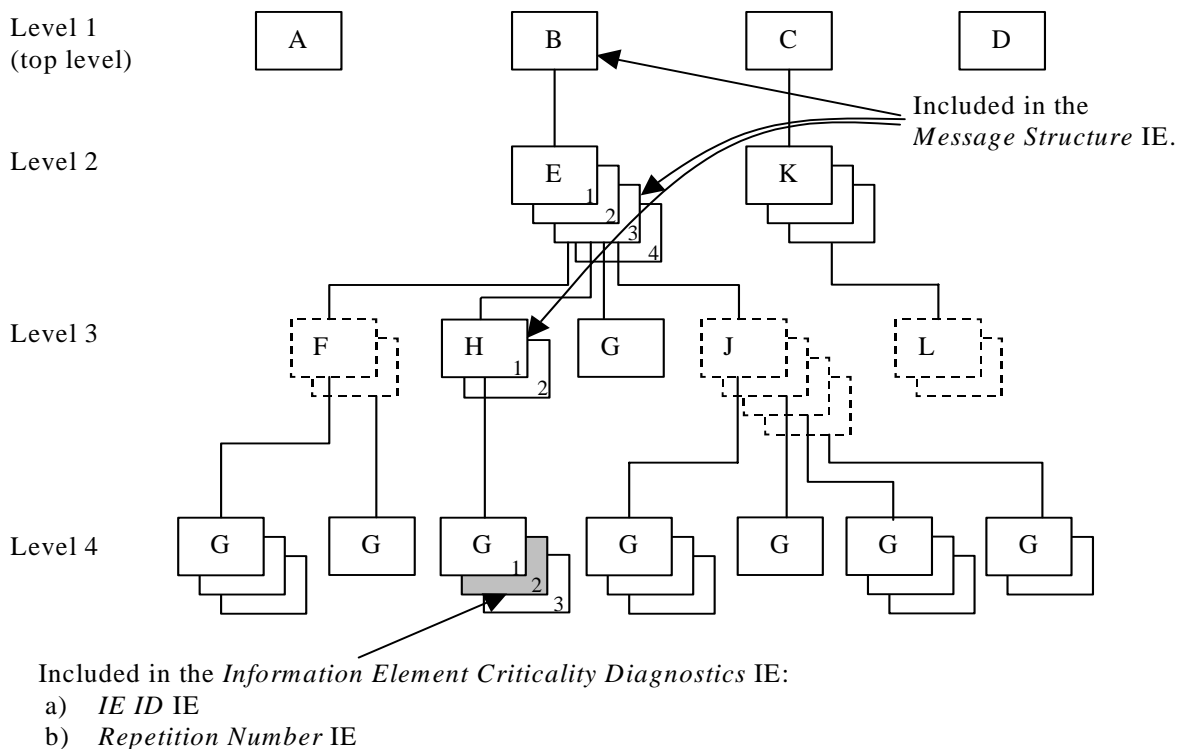 Level 1
(top level)
A
B
C
D
Included in the
Message Structure IE.
Level 2
E
1
2
3
4
K
Level 3
F
H
1
2
G
J
L
Level 4
G
G
G
1
2
3
G
G
G
G
Included in the Information Element Criticality Diagnostics IE:
a) IE ID IE
b) Repetition Number IE